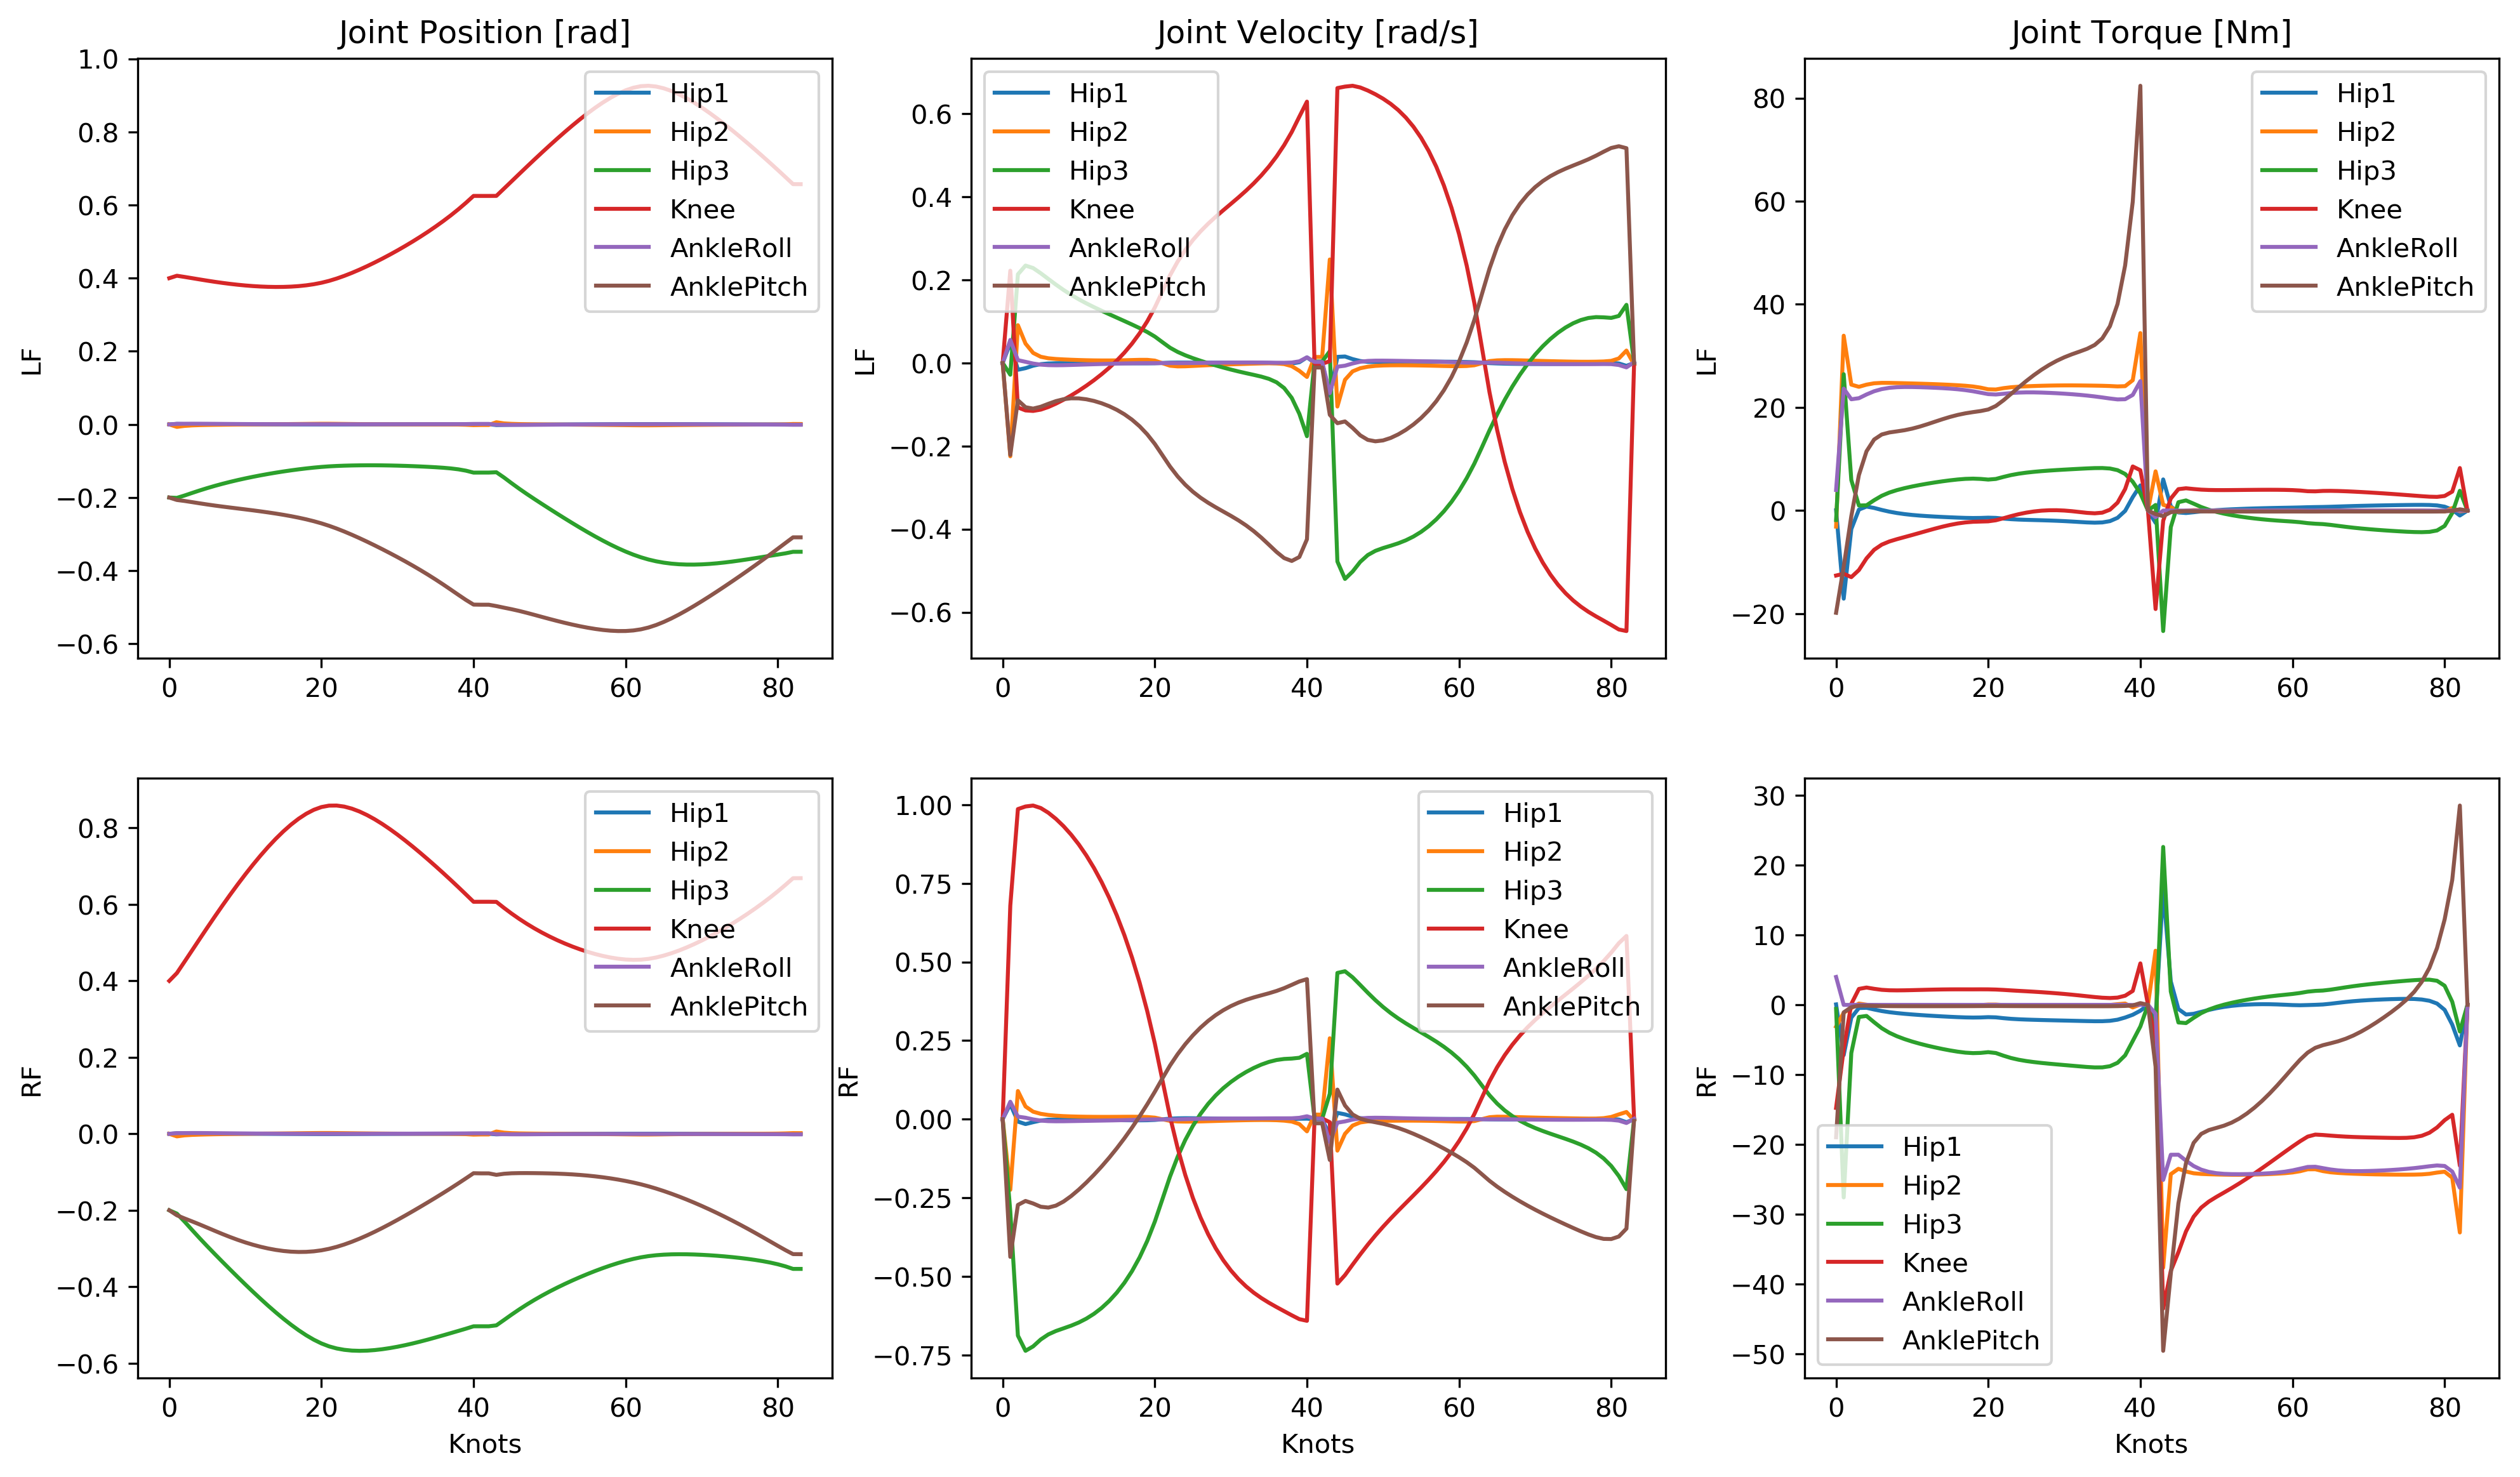 Joint Position [rad]
1.0
0.8
0.6
0.4
0.2
0.0
−0.2
−0.4
−0.6
LF
0
20
40
60
80
Hip1
Hip2
Hip3
Knee
AnkleRoll
AnklePitch
Joint Velocity [rad/s]
0.6
0.4
0.2
0.0
−0.2
−0.4
−0.6
LF
0
20
40
60
80
Hip1
Hip2
Hip3
Knee
AnkleRoll
AnklePitch
Joint Torque [Nm]
80
60
40
20
0
−20
LF
0
20
40
60
80
Hip1
Hip2
Hip3
Knee
AnkleRoll
AnklePitch
0.8
0.6
0.4
0.2
0.0
−0.2
−0.4
−0.6
RF
0
20
40
60
80
Knots
Hip1
Hip2
Hip3
Knee
AnkleRoll
AnklePitch
1.00
0.75
0.50
0.25
0.00
−0.25
−0.50
−0.75
RF
0
20
40
60
80
Knots
Hip1
Hip2
Hip3
Knee
AnkleRoll
AnklePitch
30
20
10
0
−10
−20
−30
−40
−50
RF
0
20
40
60
80
Knots
Hip1
Hip2
Hip3
Knee
AnkleRoll
AnklePitch